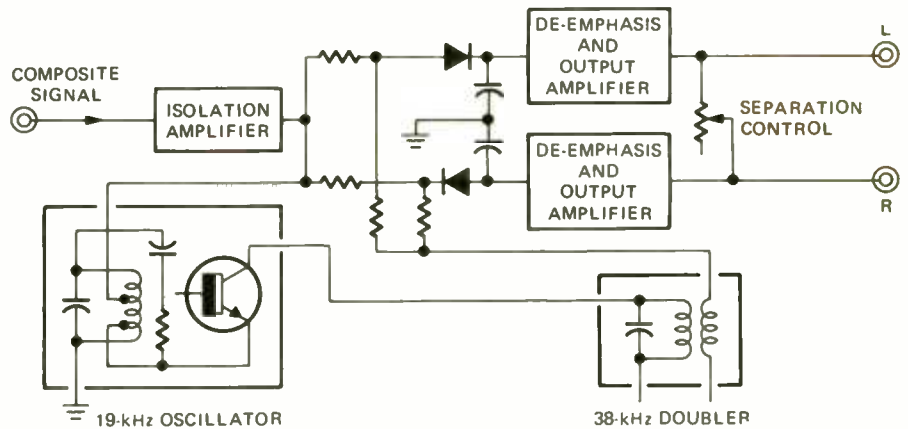 COMPOSITE
SIGNAL
ISOLATION
AMPLIFIER
DE-EMPHASIS
AND
OUTPUT
AMPLIFIER
L
SEPARATION
CONTROL
DE-EMPHASIS
AND
OUTPUT
AMPLIFIER
R
19-kHz OSCILLATOR
38-kHz DOUBLER